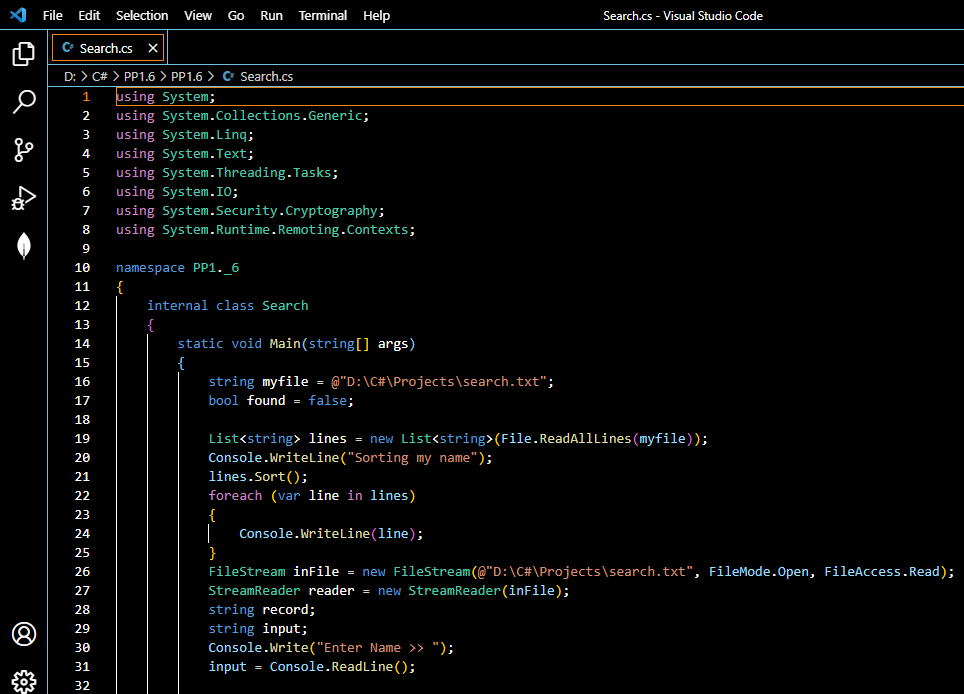 File Edit Selection View Go Run Terminal Help Search.cs - Visual Studio Code
C# Search.cs ×
D: > C# > PP1.6 > PP1.6 > C# Search.cs
1 using System;
2 using System.Collections.Generic;
3 using System.Linq;
4 using System.Text;
5 using System.Threading.Tasks;
6 using System.IO;
7 using System.Security.Cryptography;
8 using System.Runtime.Remoting.Contexts;
9
10 namespace PP1._6
11 {
12     internal class Search
13     {
14         static void Main(string[] args)
15         {
16             string myfile = @"D:\C#\Projects\search.txt";
17             bool found = false;
18
19             List<string> lines = new List<string>(File.ReadAllLines(myfile));
20             Console.WriteLine("Sorting my name");
21             lines.Sort();
22             foreach (var line in lines)
23             {
24                 Console.WriteLine(line);
25             }
26             FileStream inFile = new FileStream(@"D:\C#\Projects\search.txt", FileMode.Open, FileAccess.Read);
27             StreamReader reader = new StreamReader(inFile);
28             string record;
29             string input;
30             Console.Write("Enter Name >> ");
31             input = Console.ReadLine();
32